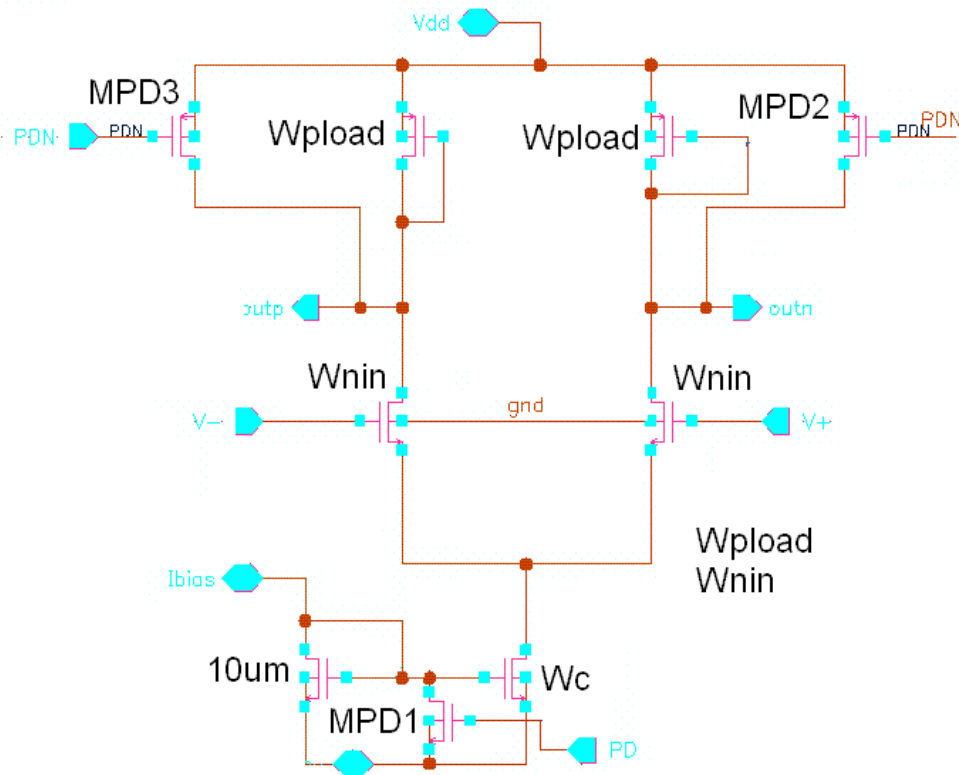 Vdd
MPD3
MPD2
PDN
PDN
Wpload
Wpload
PDN
PDN
outp
outn
Wnin
Wnin
gnd
V-
V+
Wpload
Wnin
Ibias
10um
Wc
MPD1
PD